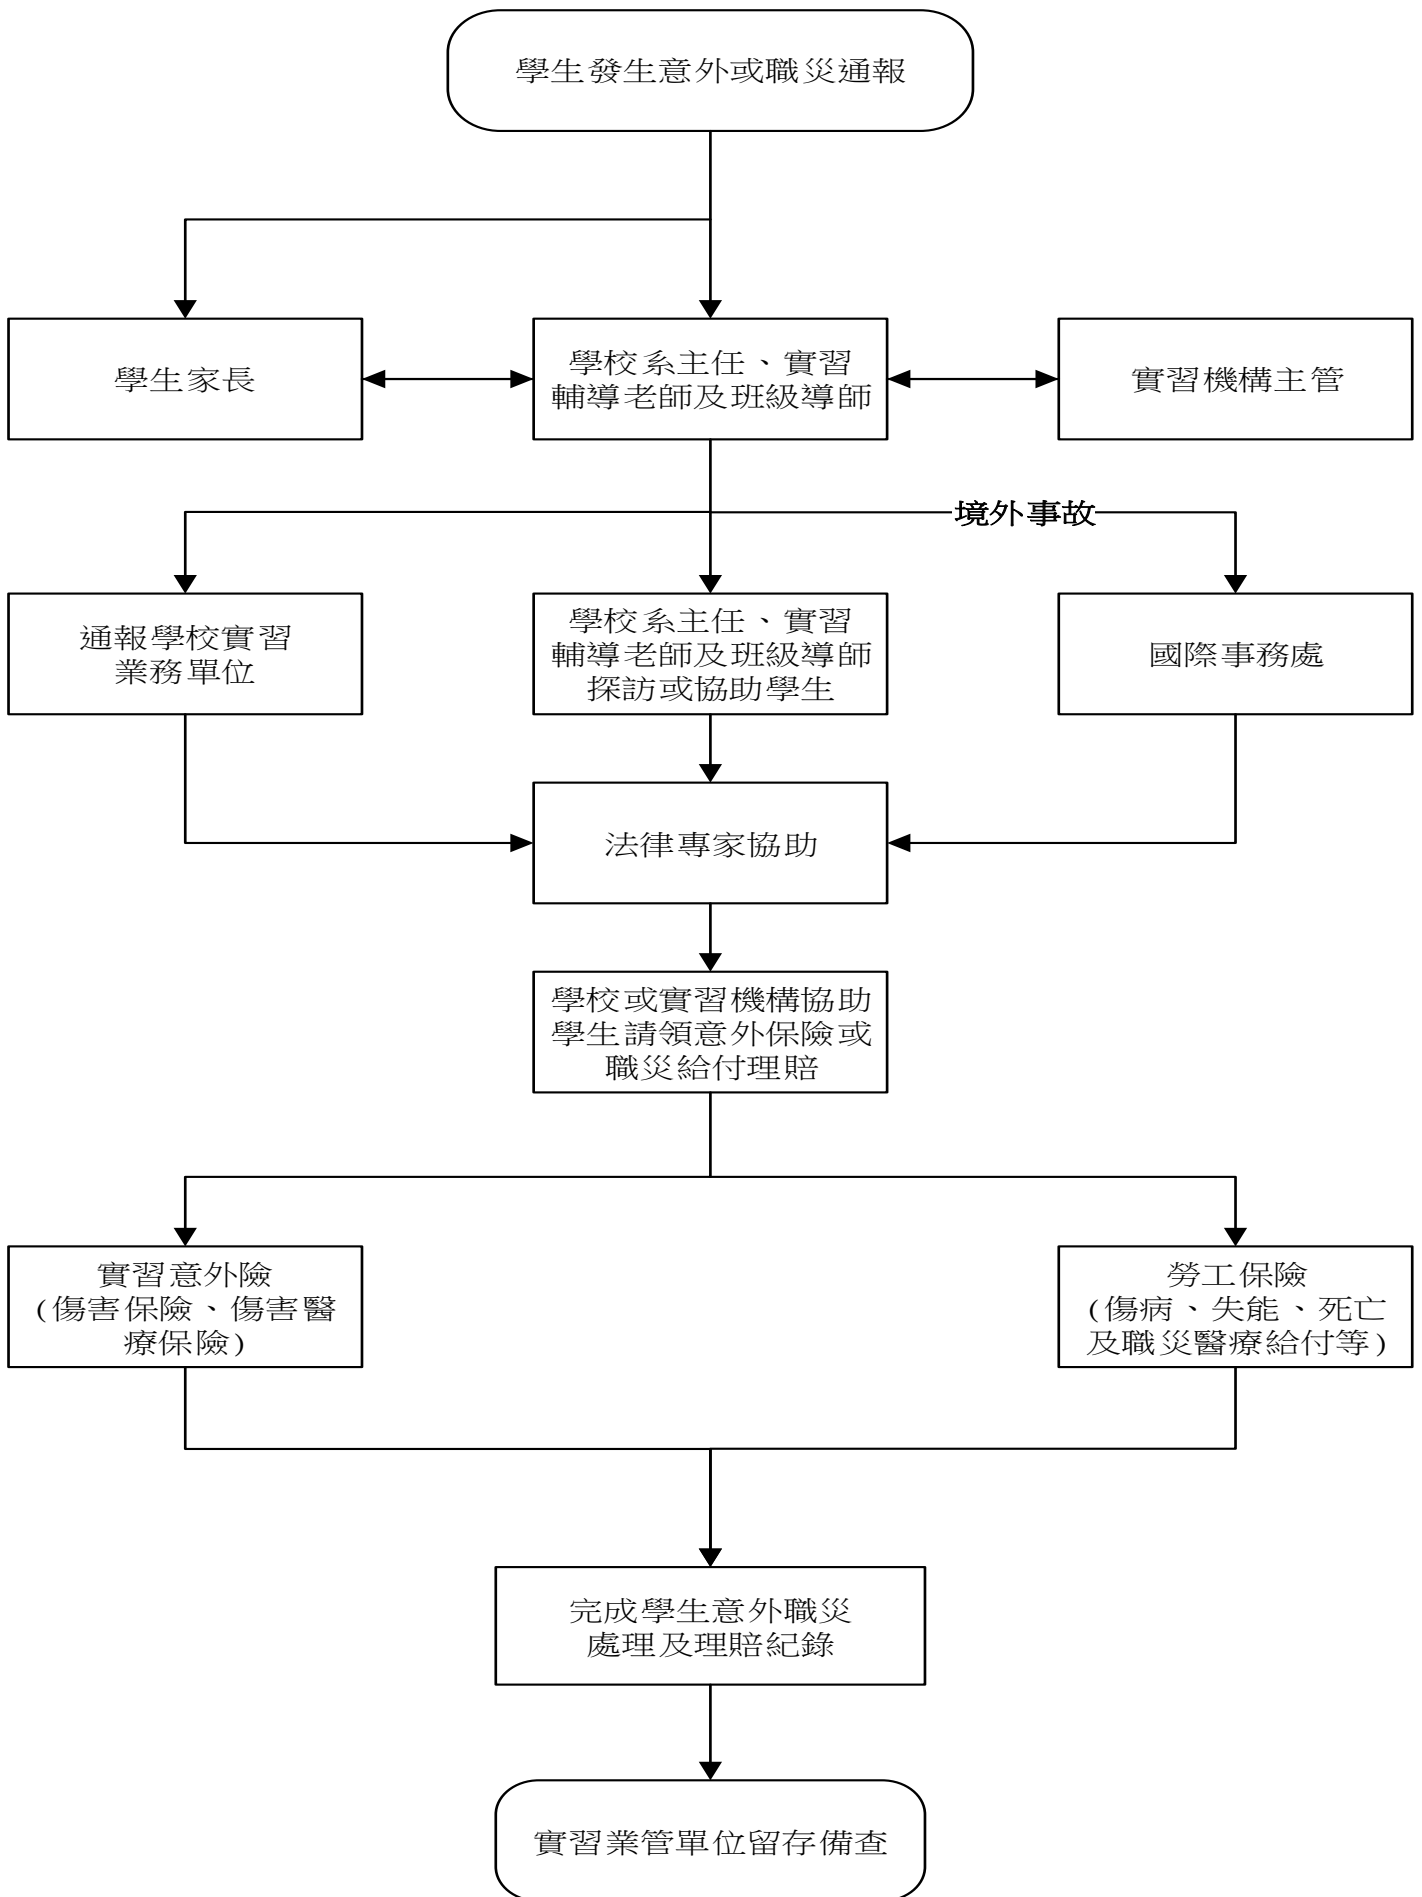 學生發生意外或職災通報
學生家長
學校系主任、實習
輔導老師及班級導師
實習機構主管
境外事故
通報學校實習
業務單位
學校系主任、實習
輔導老師及班級導師
探訪或協助學生
國際事務處
法律專家協助
學校或實習機構協助
學生請領意外保險或
職災給付理賠
實習意外險
(傷害保險、傷害醫
療保險)
勞工保險
(傷病、失能、死亡
及職災醫療給付等)
完成學生意外職災
處理及理賠紀錄
實習業管單位留存備查